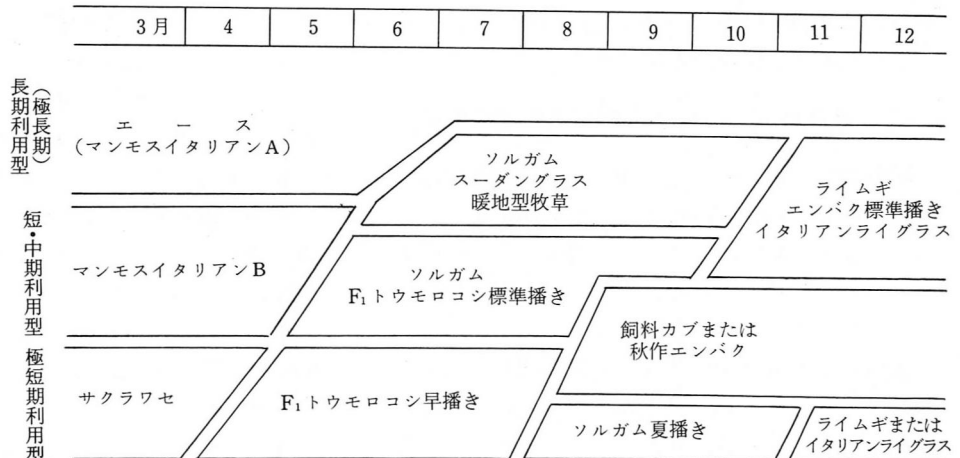 3月 4 5 6 7 8 9 10 11 12
(極長期)
長期利用型
エース
(マンモスイタリアンA)
ソルガム
スーダングラス
暖地型牧草
ライムギ
エンバク標準播き
イタリアンライグラス
短・中期利用型
マンモスイタリアンB
ソルガム
F₁トウモロコシ標準播き
飼料カブまたは
秋作エンバク
極短期利用型
サクラワセ
F₁トウモロコシ早播き
ソルガム夏播き
ライムギまたは
イタリアンライグラス